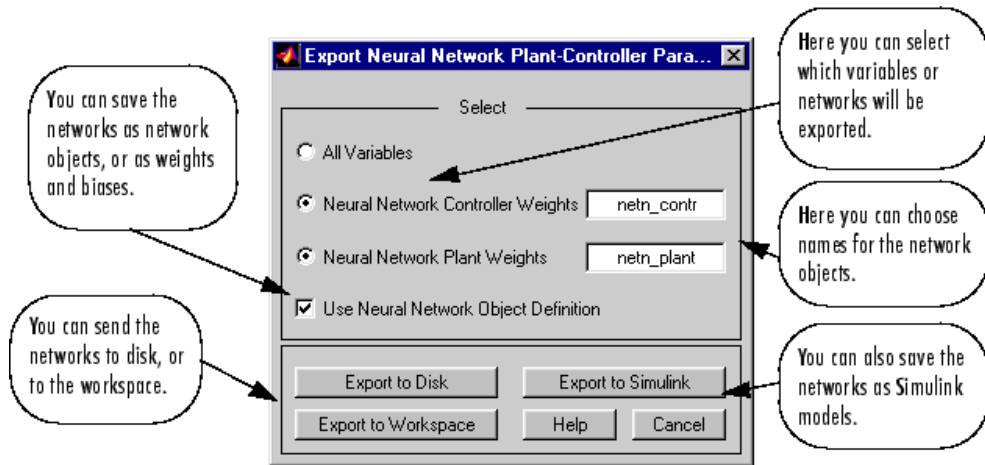 You can save the
networks as network
objects, or as weights
and biases.
You can send the
networks to disk, or
to the workspace.
Export Neural Network Plant-Controller Para...
Select
All Variables
Neural Network Controller Weights netn_contr
Neural Network Plant Weights netn_plant
Use Neural Network Object Definition
Export to Disk Export to Simulink
Export to Workspace Help Cancel
Here you can select
which variables or
networks will be
exported.
Here you can choose
names for the network
objects.
You can also save the
networks as Simulink
models.